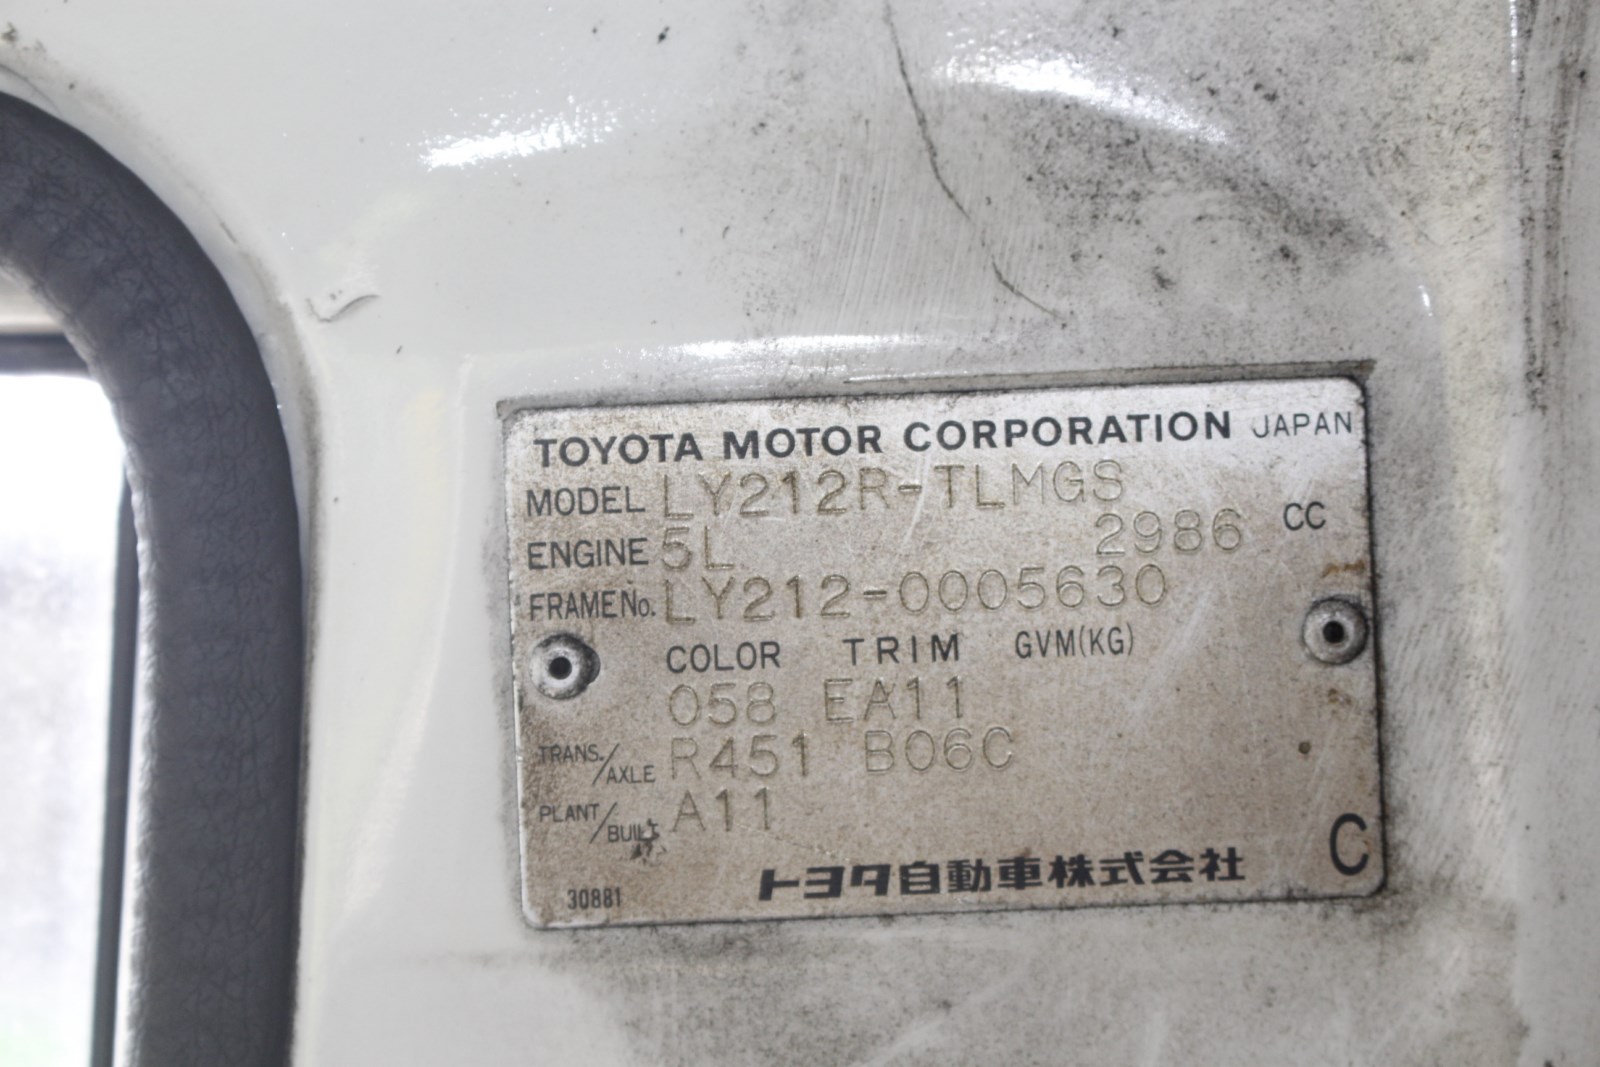 TOYOTA MOTOR CORPORATION JAPAN
MODEL LY212R-TLMGS
ENGINE 5L 2986 CC
FRAME No. LY212-0005630
COLOR TRIM GVM(KG)
058 EA11
TRANS./AXLE R451 B06C
PLANT/BUILT A11
トヨタ自動車株式会社 C
30881